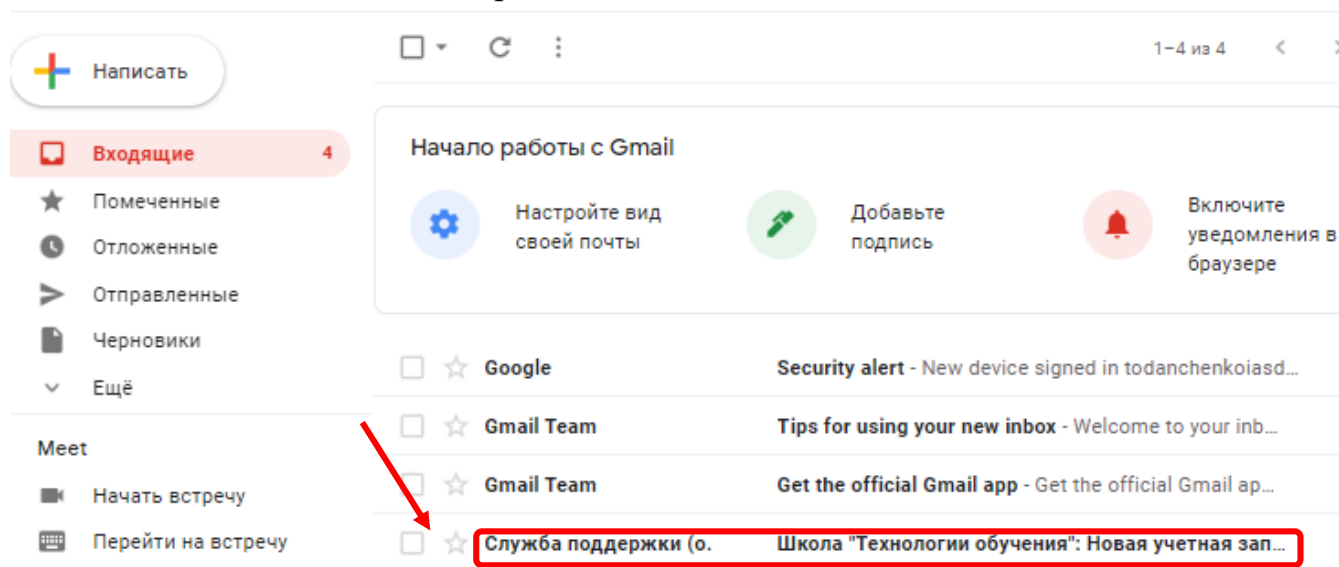 Написать
1–4 из 4
Входящие 4
Помеченные
Отложенные
Отправленные
Черновики
Ещё
Meet
Начать встречу
Перейти на встречу
Начало работы с Gmail
Настройте вид
своей почты
Добавьте
подпись
Включите
уведомления в
браузере
Google Security alert - New device signed in todanchenkoiasd...
Gmail Team Tips for using your new inbox - Welcome to your inb...
Gmail Team Get the official Gmail app - Get the official Gmail ap...
Служба поддержки (о. Школа "Технологии обучения": Новая учетная зап...